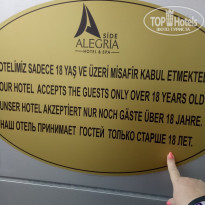 TopHotels
SIDE
ALEGRIA
HOTEL & SPA
OTELİMİZ SADECE 18 YAŞ VE ÜZERİ MİSAFİR KABUL ETMEKTE
OUR HOTEL ACCEPTS THE GUESTS ONLY OVER 18 YEARS OLD
UNSER HOTEL AKZEPTIERT NUR NOCH GÄSTE ÜBER 18 JAHRE.
НАШ ОТЕЛЬ ПРИНИМАЕТ ГОСТЕЙ ТОЛЬКО СТАРШЕ 18 ЛЕТ.